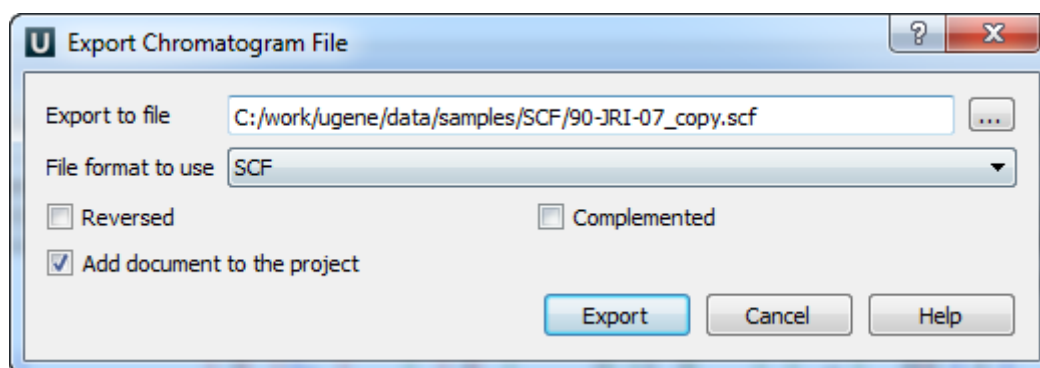 U Export Chromatogram File
Export to file C:/work/ugene/data/samples/SCF/90-JRI-07_copy.scf ...
File format to use SCF
Reversed Complemented
Add document to the project
Export Cancel Help